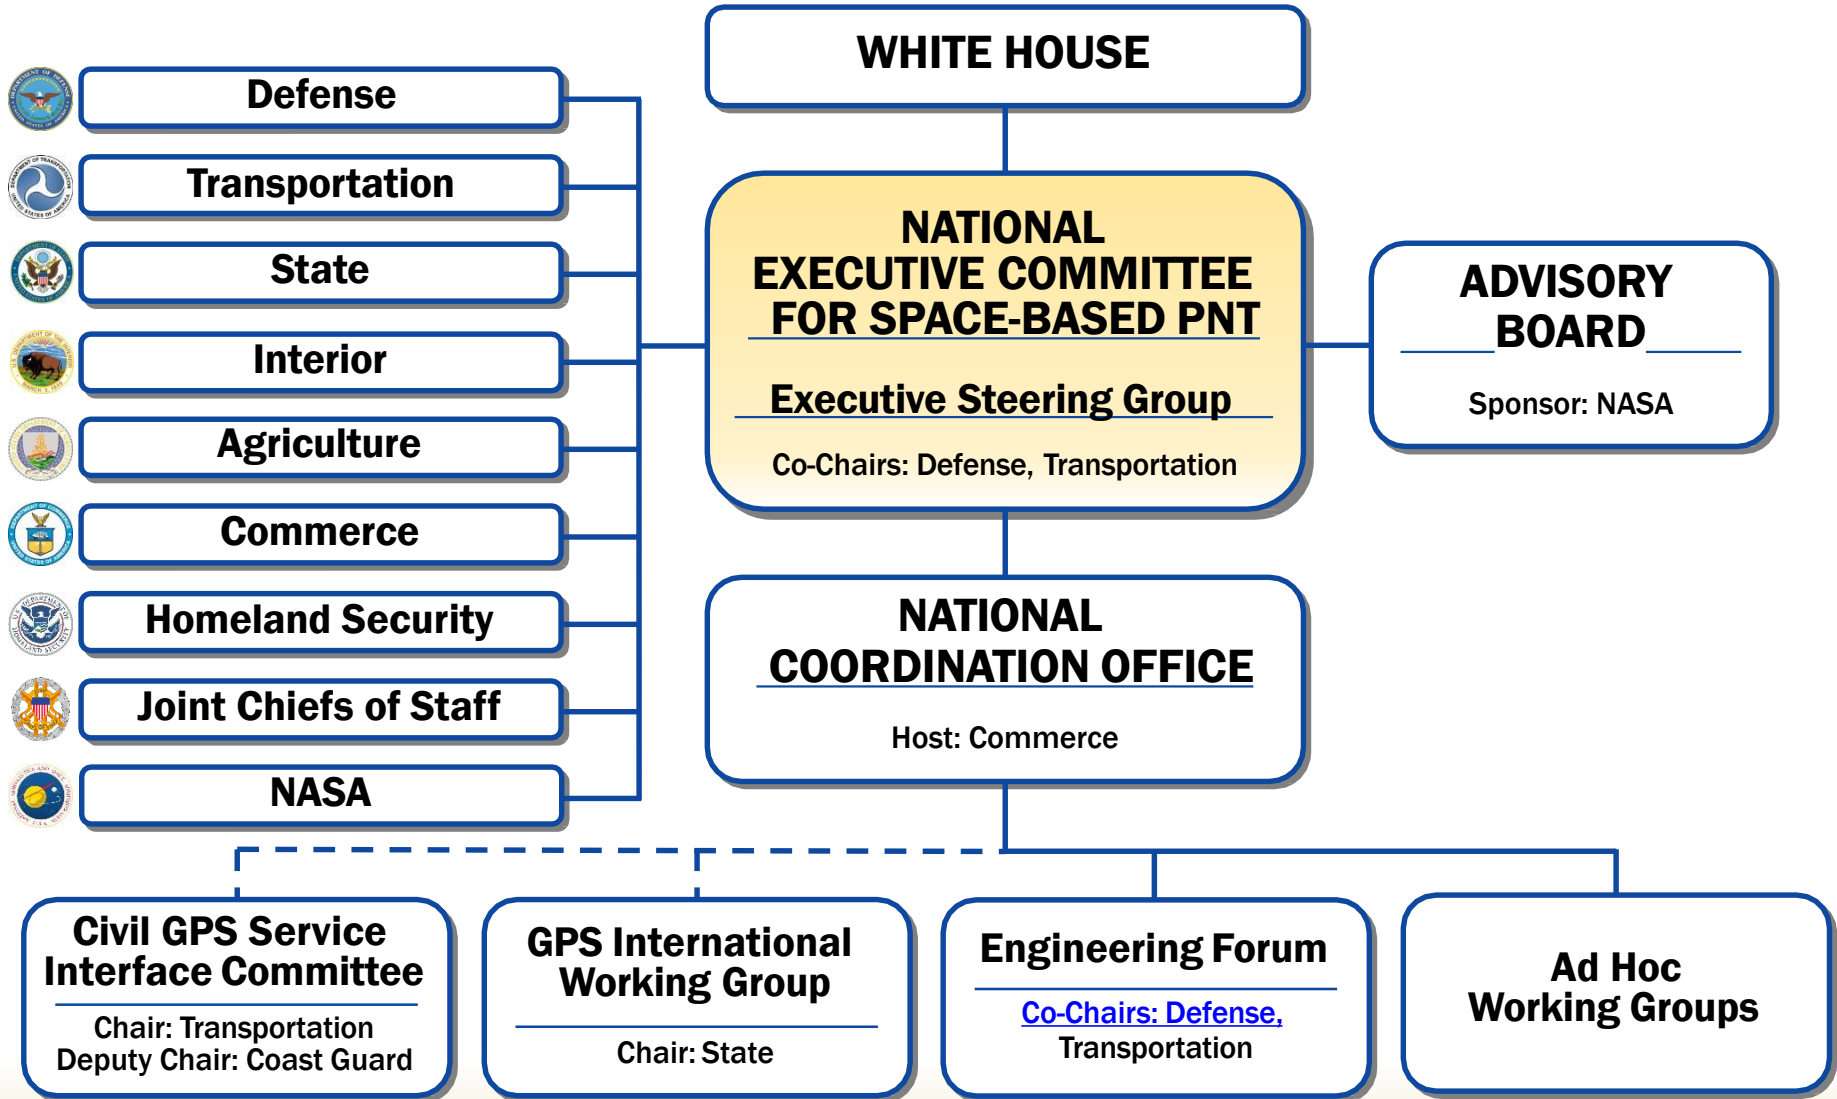 WHITE HOUSE
Defense
Transportation
State
Interior
Agriculture
Commerce
Homeland Security
Joint Chiefs of Staff
NASA
NATIONAL
EXECUTIVE COMMITTEE
FOR SPACE-BASED PNT
Executive Steering Group
Co-Chairs: Defense, Transportation
ADVISORY
BOARD
Sponsor: NASA
NATIONAL
COORDINATION OFFICE
Host: Commerce
Civil GPS Service
Interface Committee
Chair: Transportation
Deputy Chair: Coast Guard
GPS International
Working Group
Chair: State
Engineering Forum
Co-Chairs: Defense,
Transportation
Ad Hoc
Working Groups